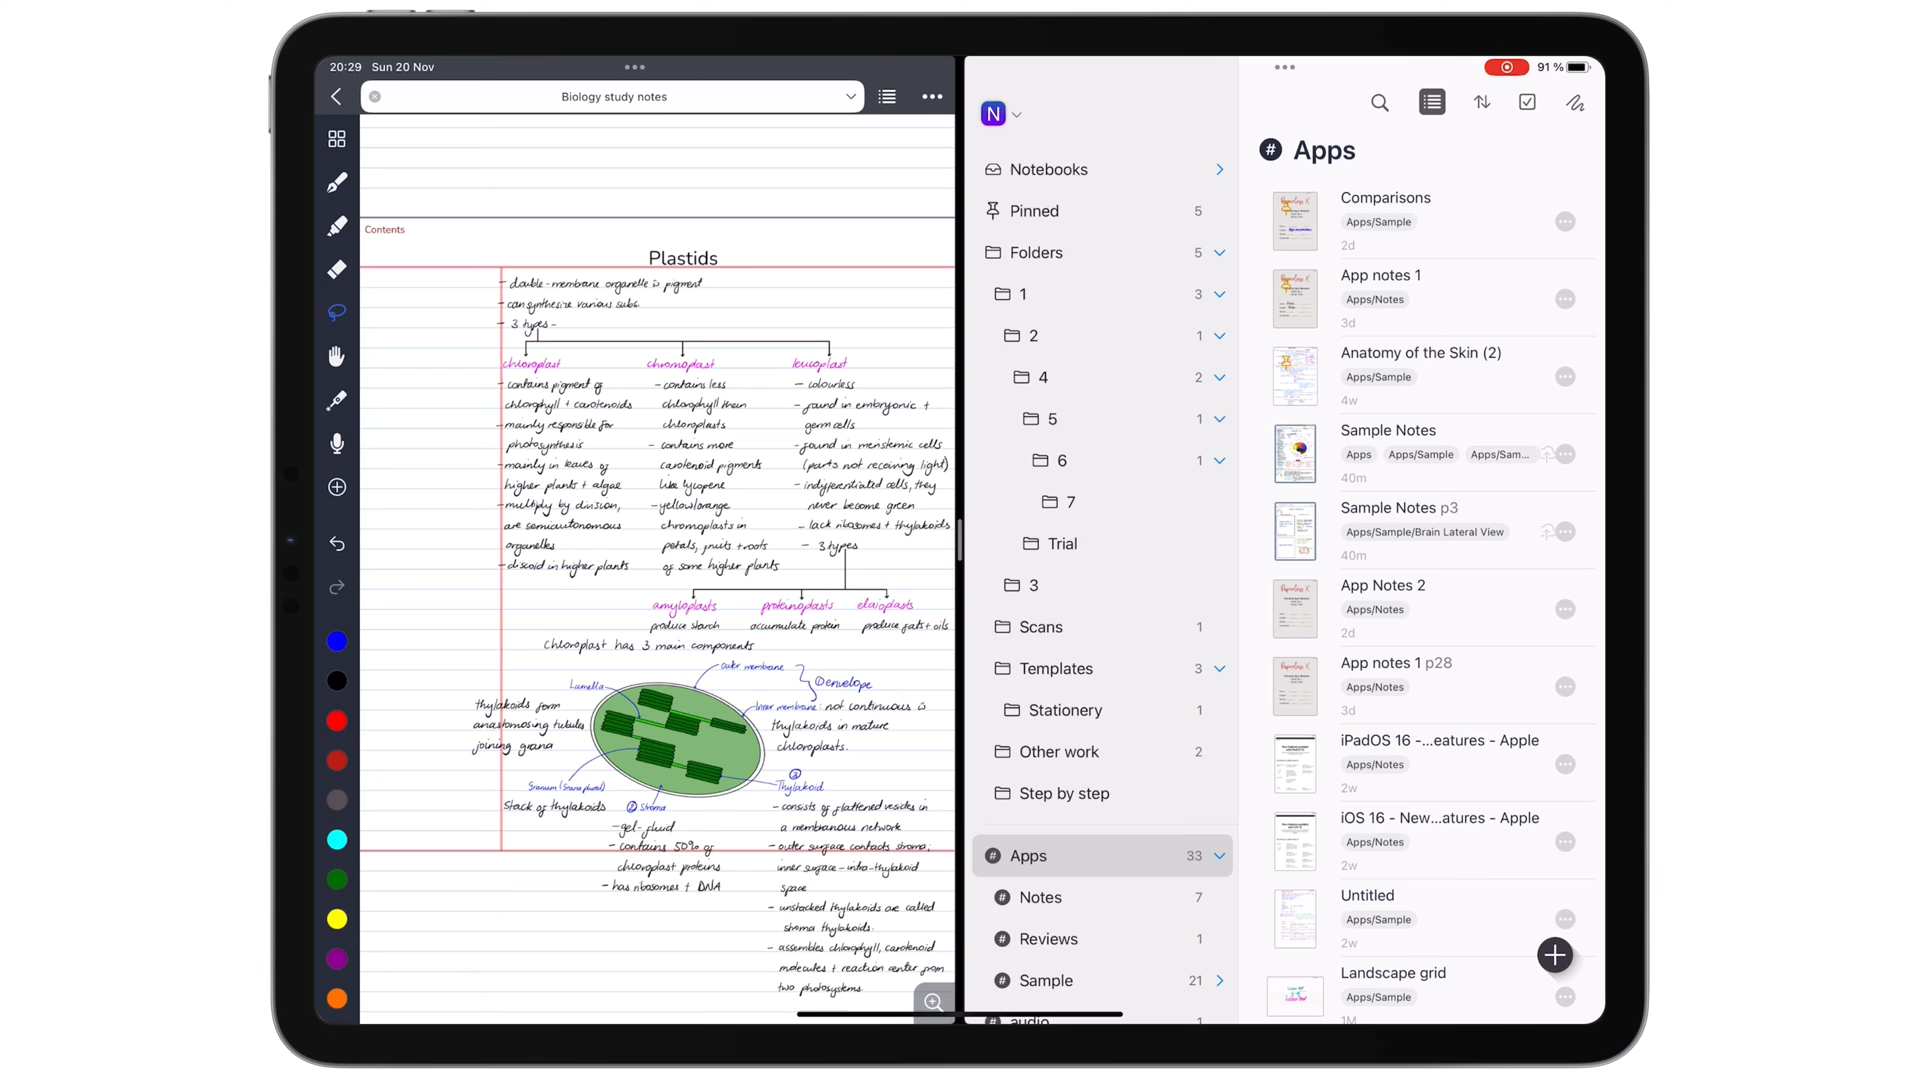 20:29 Sun 20 Nov
Biology study notes
Contents
Plastids
– double-membrane organelle c̄ pigment
– can synthesize various subs.
– 3 types –
chloroplast
– contains pigment of
chlorophyll + carotenoids
– mainly responsible for
photosynthesis
– mainly in leaves of
higher plants + algae
– multiply by division,
are semiautonomous
organelles
– discoid in higher plants
chromoplast
– contains less
chlorophyll than
chloroplasts
– contains more
carotenoid pigments
like lycopene
– yellow/orange
chromoplasts in
petals, fruits + roots
of some higher plants
leucoplast
– colourless
– found in embryonic +
germ cells
– found in meristemic cells
(parts not receiving light)
– indifferentiated cells, they
never become green
– lack ribosomes + thylakoids
– 3 types
amyloplasts
produce starch
proteinoplasts
accumulate protein
elaioplasts
produce fats + oils
Chloroplast has 3 main components
Outer membrane
① envelope
Lamella
Inner membrane: not continuous c̄
thylakoids in mature
chloroplasts.
thylakoids form
anastomosing tubules
joining grana
Granum (Grana plural)
Stack of thylakoids
② Stroma
– gel-fluid
– contains 50% of
chloroplast proteins
– has ribosomes + DNA
③
Thylakoid
– consists of flattened vesicles in
a membranous network
– outer surface contacts stroma;
inner surface – intra-thylakoid
space
– unstacked thylakoids are called
stroma thylakoids.
– assembles chlorophyll, carotenoid
molecules + reaction center from
two photosystems.
91 %
N
Notebooks
Pinned 5
Folders 5
1 3
2 1
4 2
5 1
6 1
7
Trial
3
Scans 1
Templates 3
Stationery 1
Other work 2
Step by step
# Apps 33
# Notes 7
# Reviews 1
# Sample 21
# audio 1
# Apps
Comparisons
Apps/Sample
2d
App notes 1
Apps/Notes
3d
Anatomy of the Skin (2)
Apps/Sample
4w
Sample Notes
Apps Apps/Sample Apps/Sam...
40m
Sample Notes p3
Apps/Sample/Brain Lateral View
40m
App Notes 2
Apps/Notes
2d
App notes 1 p28
Apps/Notes
3d
iPadOS 16 -...eatures - Apple
Apps/Notes
2w
iOS 16 - New...atures - Apple
Apps/Notes
2w
Untitled
Apps/Sample
2w
Landscape grid
Apps/Sample
1M